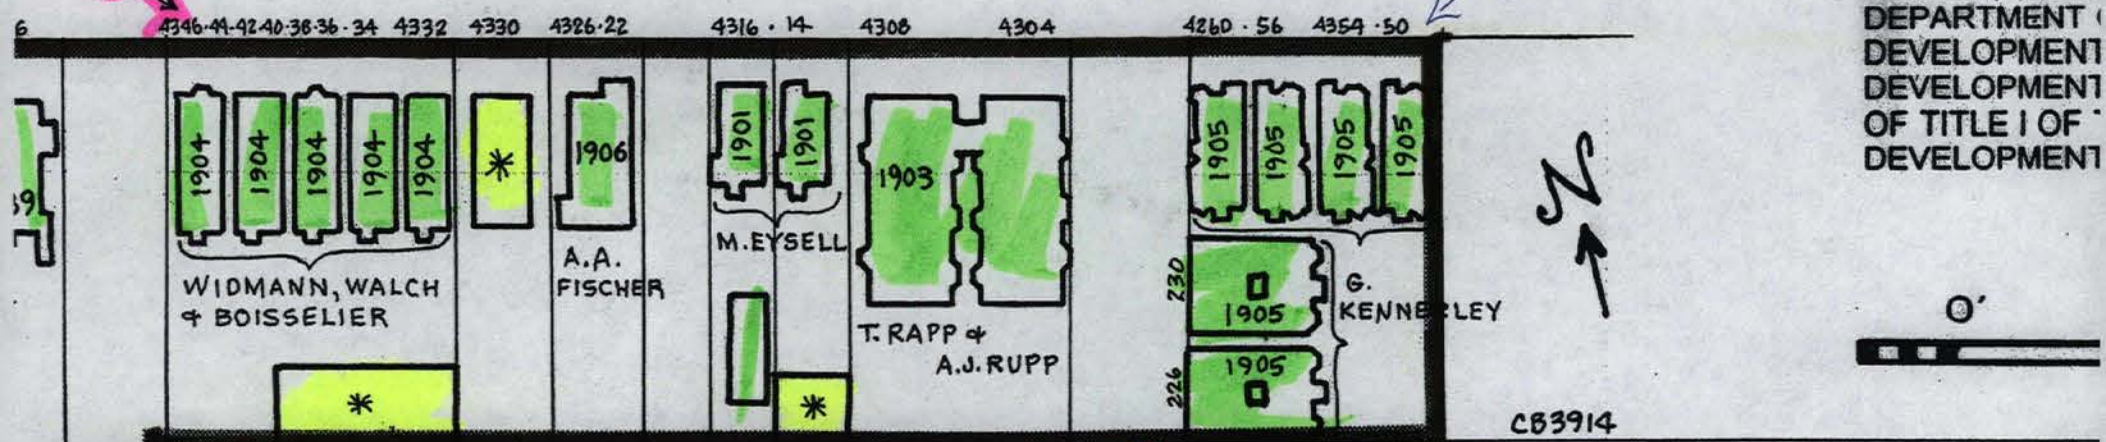 6
4346·44·42·40·38·36·34 4332 4330 4326·22 4316·14 4308 4304 4260·56 4354·50
DEPARTMENT
DEVELOPMENT
DEVELOPMENT
OF TITLE I OF
DEVELOPMENT
1904 1904 1904 1904 1904 * 1906 1901 1901 1903 1905 1905 1905 1905
N
WIDMANN, WALCH
& BOISSELIER
A.A.
FISCHER
M. EYSELL
T. RAPP &
A.J. RUPP
230
1905
G.
KENNERLEY
226
1905
*
*
0'
CB3914